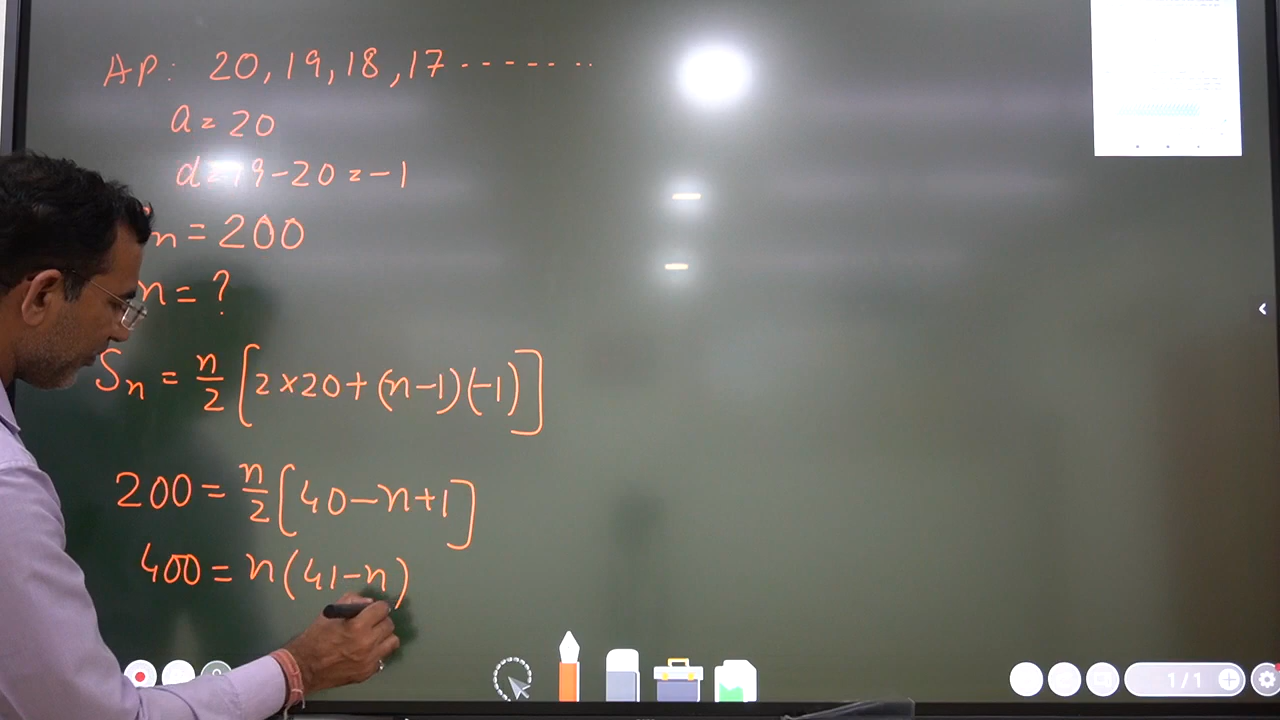 AP: 20, 19, 18, 17 ........
a = 20
d = 19 - 20 = -1
n = 200
n = ?
Sn = n/2 [2×20+(n-1)(-1)]
200 = n/2 [40-n+1]
400 = n(41-n)
1/1